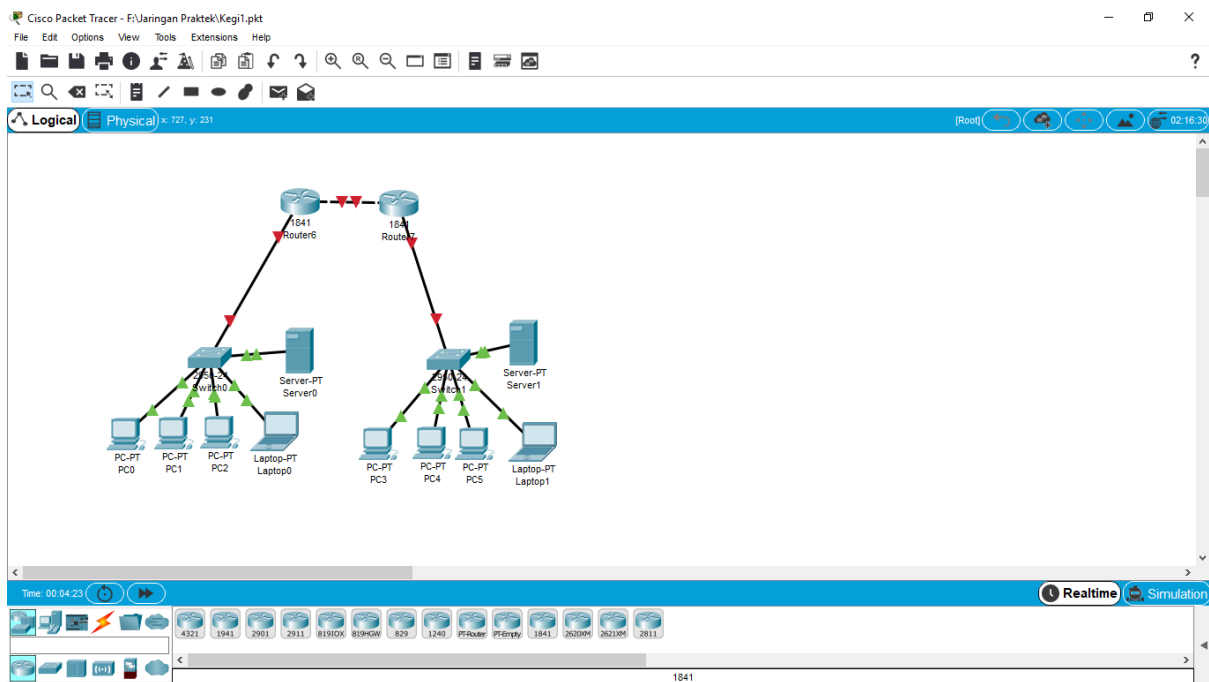 Cisco Packet Tracer - F:\Jaringan Praktek\Kegi1.pkt
File Edit Options View Tools Extensions Help
?
Logical Physical x: 727, y: 231 [Root] 02:16:30
1841
Router6
1841
Router7
2950-24
Switch0
Server-PT
Server0
2950-24
Switch1
Server-PT
Server1
PC-PT
PC0
PC-PT
PC1
PC-PT
PC2
Laptop-PT
Laptop0
PC-PT
PC3
PC-PT
PC4
PC-PT
PC5
Laptop-PT
Laptop1
Time: 00:04:23 Realtime Simulation
4321 1941 2901 2911 819IOX 819HGW 829 1240 PT-Router PT-Empty 1841 2620XM 2621XM 2811
1841